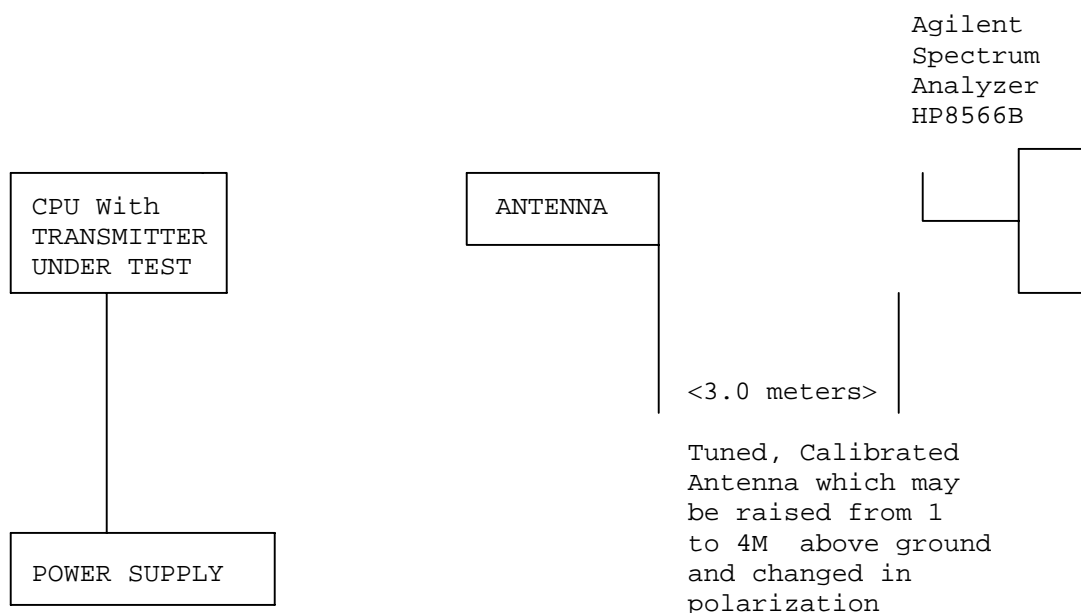 Agilent
Spectrum
Analyzer
HP8566B
CPU With
TRANSMITTER
UNDER TEST
ANTENNA
<3.0 meters>
Tuned, Calibrated
Antenna which may
be raised from 1
to 4M above ground
and changed in
polarization
POWER SUPPLY